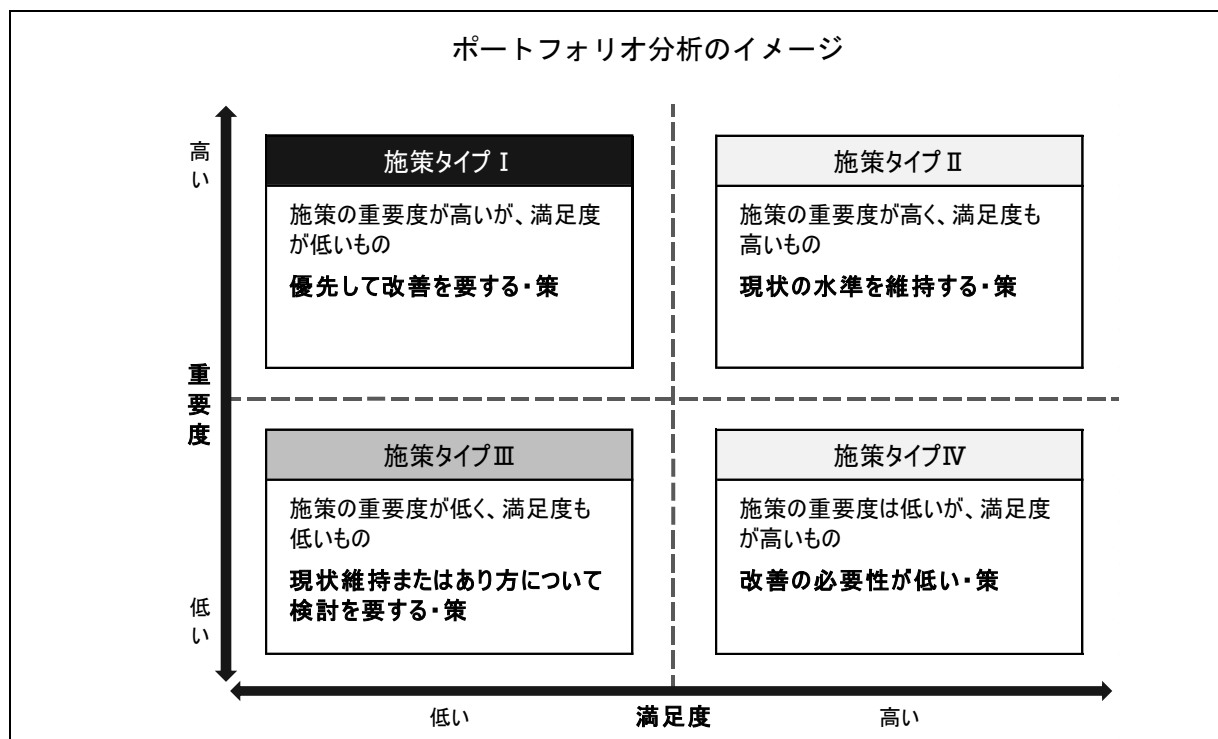 ポートフォリオ分析のイメージ
高い
施策タイプⅠ
施策の重要度が高いが、満足度
が低いもの
優先して改善を要する・策
施策タイプⅡ
施策の重要度が高く、満足度も
高いもの
現状の水準を維持する・策
重要度
施策タイプⅢ
施策の重要度が低く、満足度も
低いもの
現状維持またはあり方について
検討を要する・策
施策タイプⅣ
施策の重要度は低いが、満足度
が高いもの
改善の必要性が低い・策
低い
低い
満足度
高い